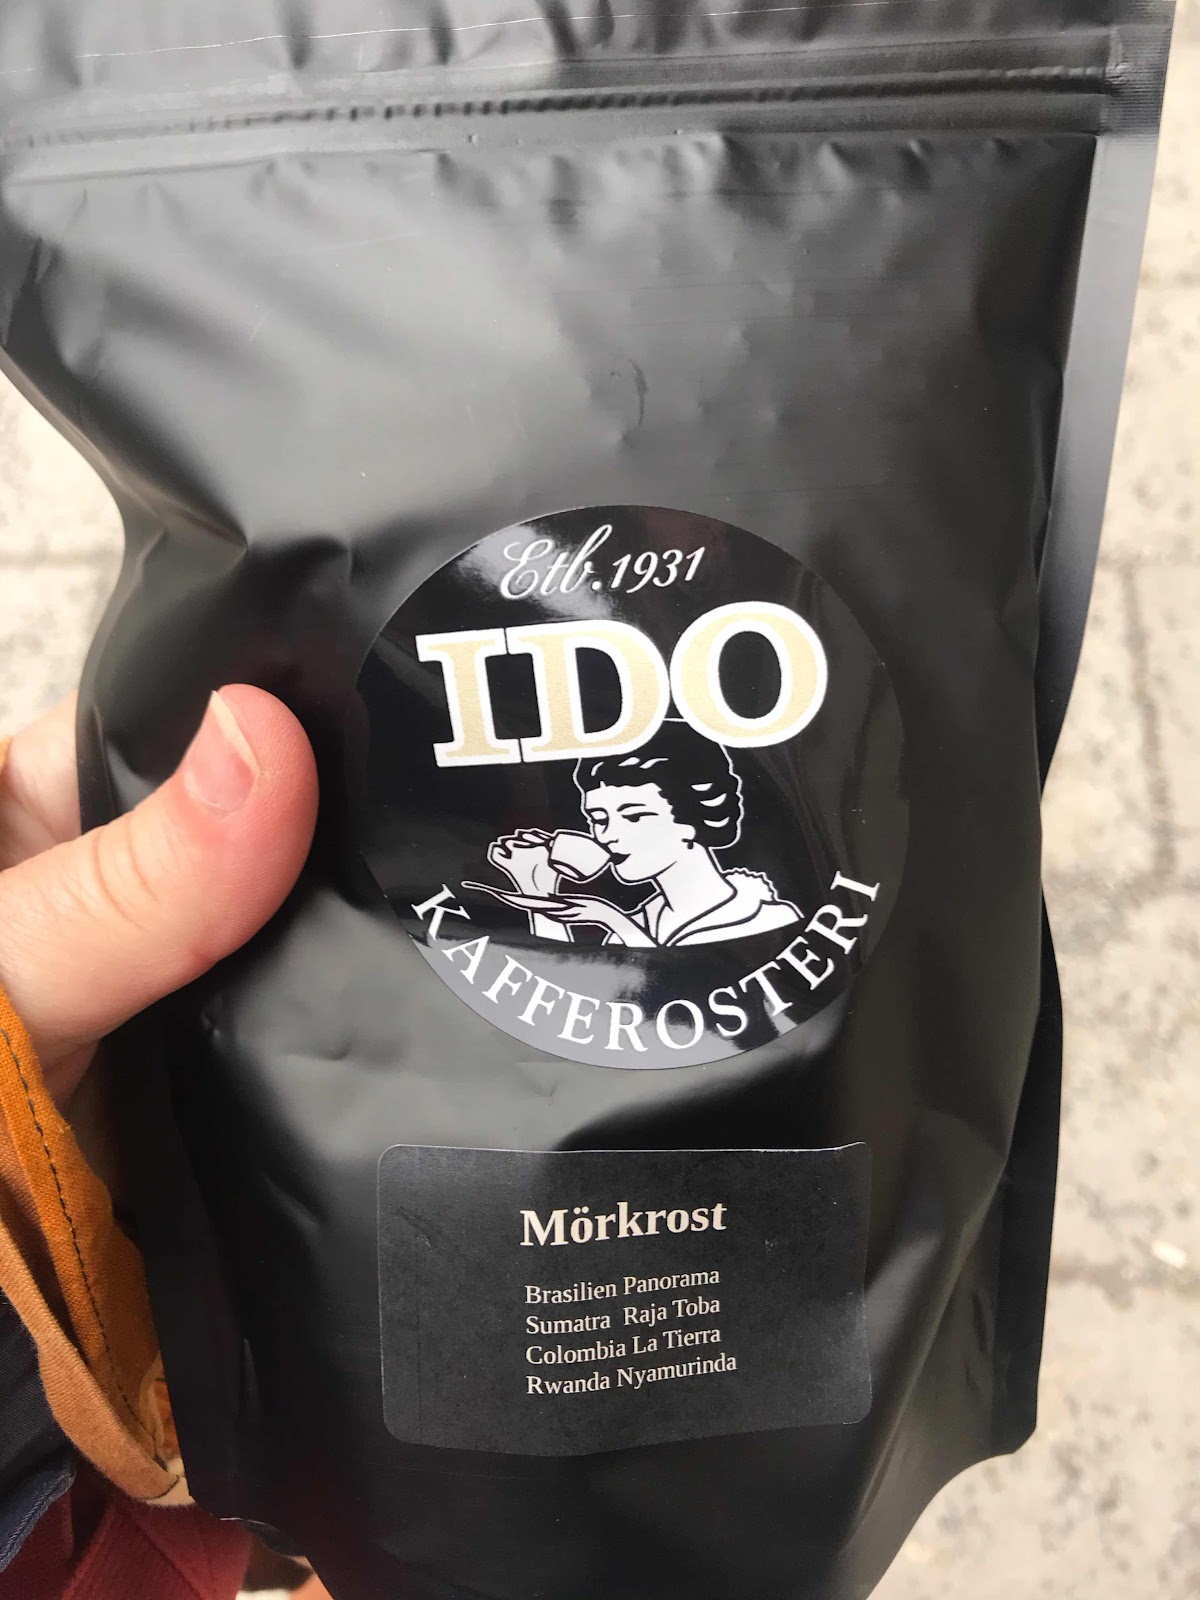 Etb.1931
IDO
KAFFEROSTERI
Mörkrost
Brasilien Panorama
Sumatra Raja Toba
Colombia La Tierra
Rwanda Nyamurinda